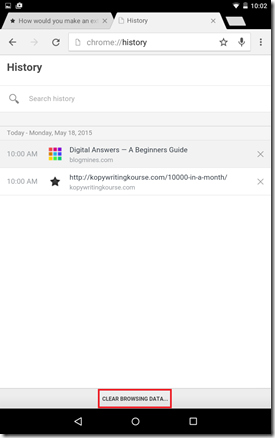 10:02
How would you make an ext
History
chrome://history
History
Search history
Today - Monday, May 18, 2015
10:00 AM Digital Answers — A Beginners Guide
blogmines.com
10:00 AM http://kopywritingkourse.com/10000-in-a-month/
kopywritingkourse.com
CLEAR BROWSING DATA...